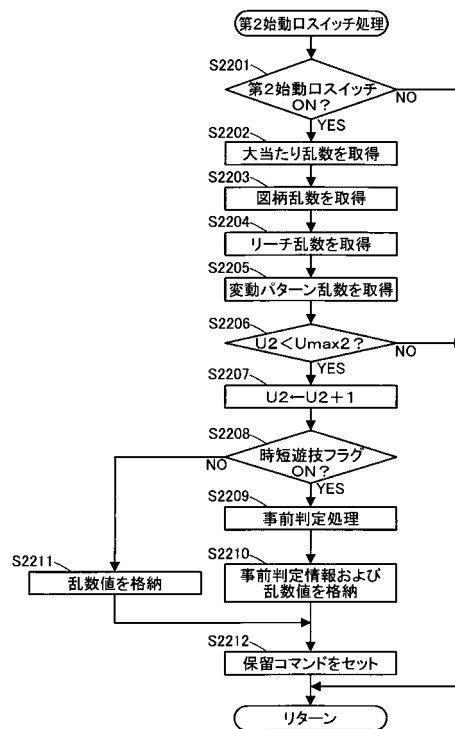 第2始動口スイッチ処理
S2201
第2始動口スイッチ
ON?
NO
YES
S2202
大当たり乱数を取得
S2203
図柄乱数を取得
S2204
リーチ乱数を取得
S2205
変動パターン乱数を取得
S2206
U2<Umax2?
NO
YES
S2207
U2←U2+1
S2208
時短遊技フラグ
ON?
NO
YES
S2209
事前判定処理
S2211
乱数値を格納
S2210
事前判定情報および
乱数値を格納
S2212
保留コマンドをセット
リターン